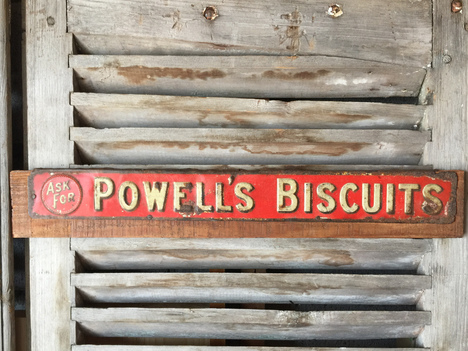 Ask For
Powell's Biscuits